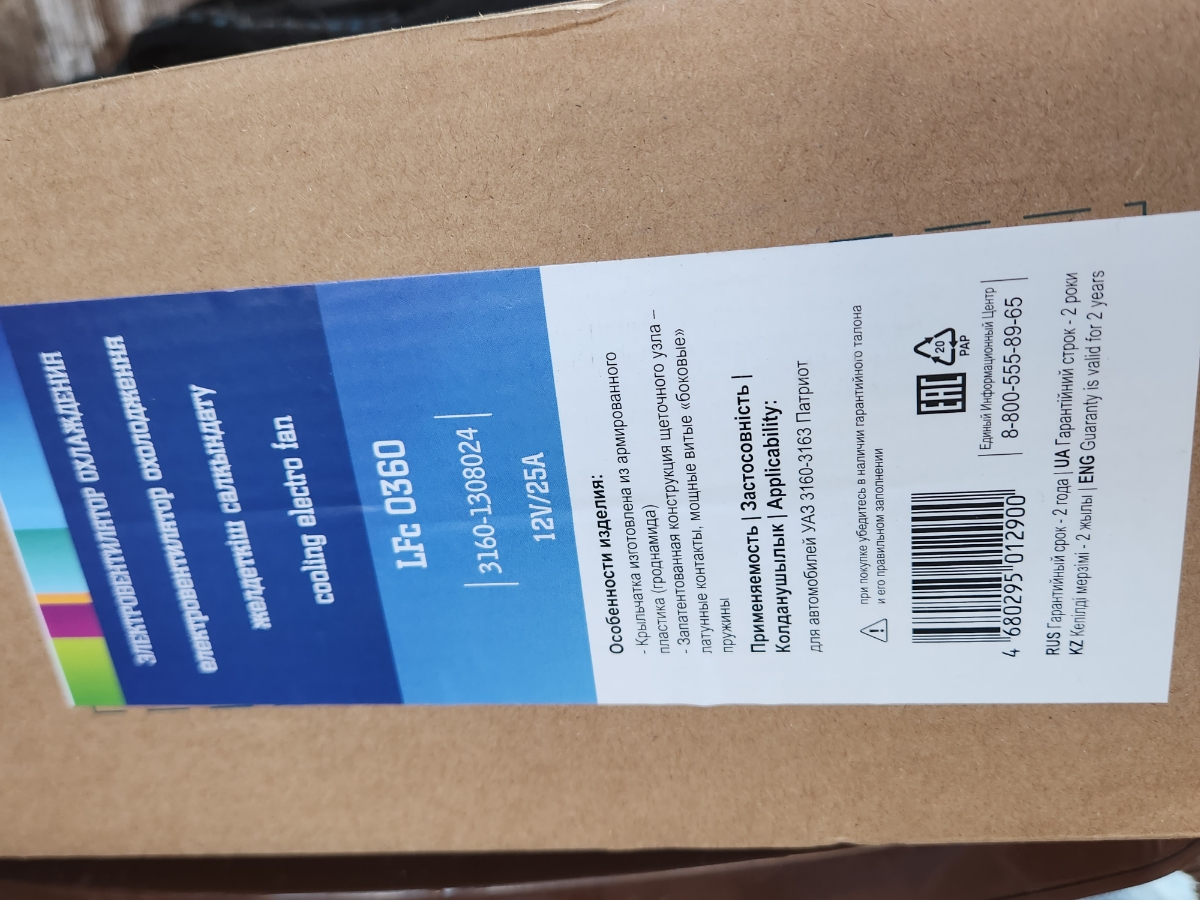 ЭЛЕКТРОВЕНТИЛЯТОР ОХЛАЖДЕНИЯ
електровентилятор охолодження
желдеткіш салқындату
cooling electro fan
LFc 0360
| 3160-1308024 |
12V/25A
Особенности изделия:
- Крыльчатка изготовлена из армированного
пластика (гроднамида)
- Запатентованная конструкция щеточного узла –
латунные контакты, мощные витые «боковые»
пружины
Применяемость | Застосовність |
Колданушылык | Applicability:
для автомобилей УАЗ 3160-3163 Патриот
при покупке убедитесь в наличии гарантийного талона
и его правильном заполнении
EAC
20
PAP
4 680295 012900
Единый Информационный Центр
8-800-555-89-65
RUS Гарантийный срок - 2 года | UA Гарантійний строк - 2 роки
KZ Кепілді мерзімі - 2 жылы | ENG Guaranty is valid for 2 years